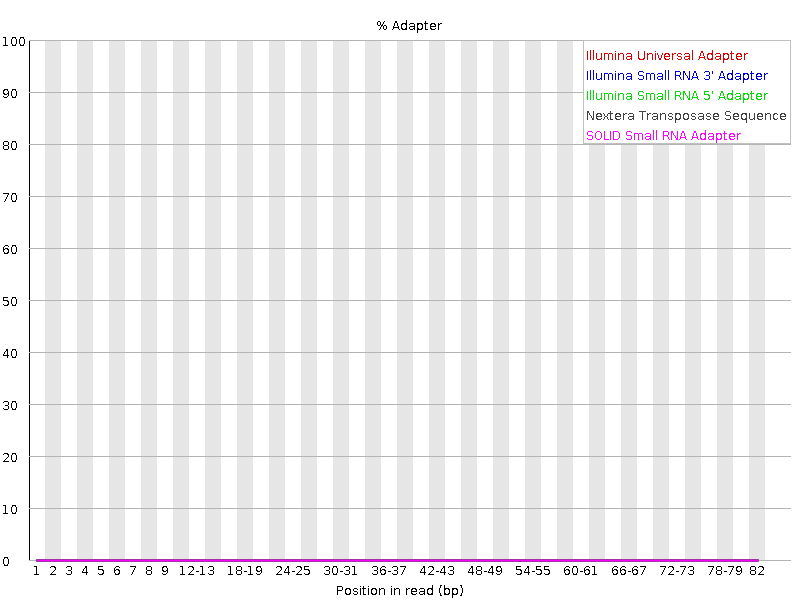 % Adapter
100
90
80
70
60
50
40
30
20
10
0
Illumina Universal Adapter
Illumina Small RNA 3' Adapter
Illumina Small RNA 5' Adapter
Nextera Transposase Sequence
SOLID Small RNA Adapter
1 2 3 4 5 6 7 8 9 12-13 18-19 24-25 30-31 36-37 42-43 48-49 54-55 60-61 66-67 72-73 78-79 82
Position in read (bp)